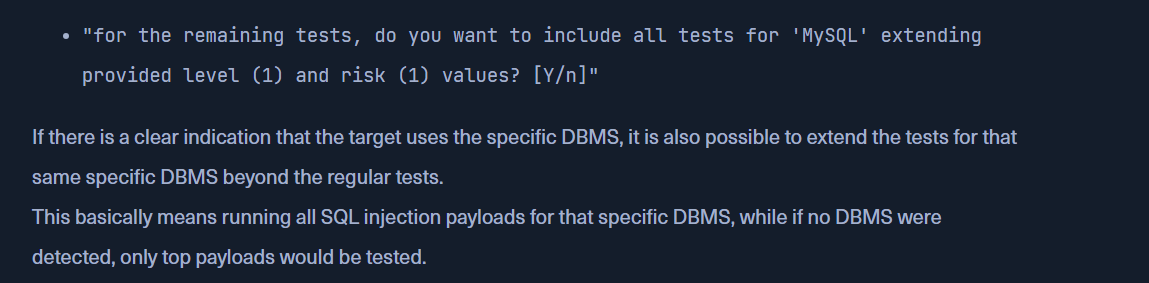 • "for the remaining tests, do you want to include all tests for 'MySQL' extending
provided level (1) and risk (1) values? [Y/n]"
If there is a clear indication that the target uses the specific DBMS, it is also possible to extend the tests for that
same specific DBMS beyond the regular tests.
This basically means running all SQL injection payloads for that specific DBMS, while if no DBMS were
detected, only top payloads would be tested.